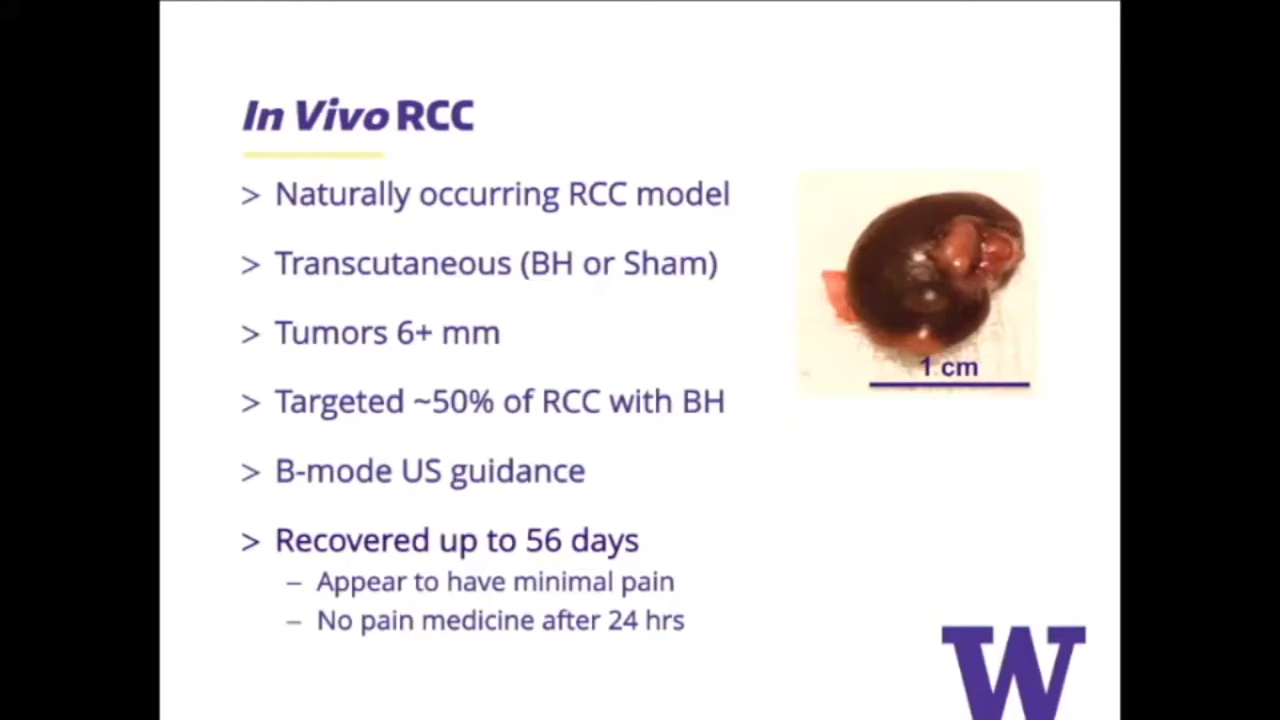 In Vivo RCC
> Naturally occurring RCC model
> Transcutaneous (BH or Sham)
> Tumors 6+ mm
> Targeted ~50% of RCC with BH
> B-mode US guidance
> Recovered up to 56 days
– Appear to have minimal pain
– No pain medicine after 24 hrs
1 cm
W